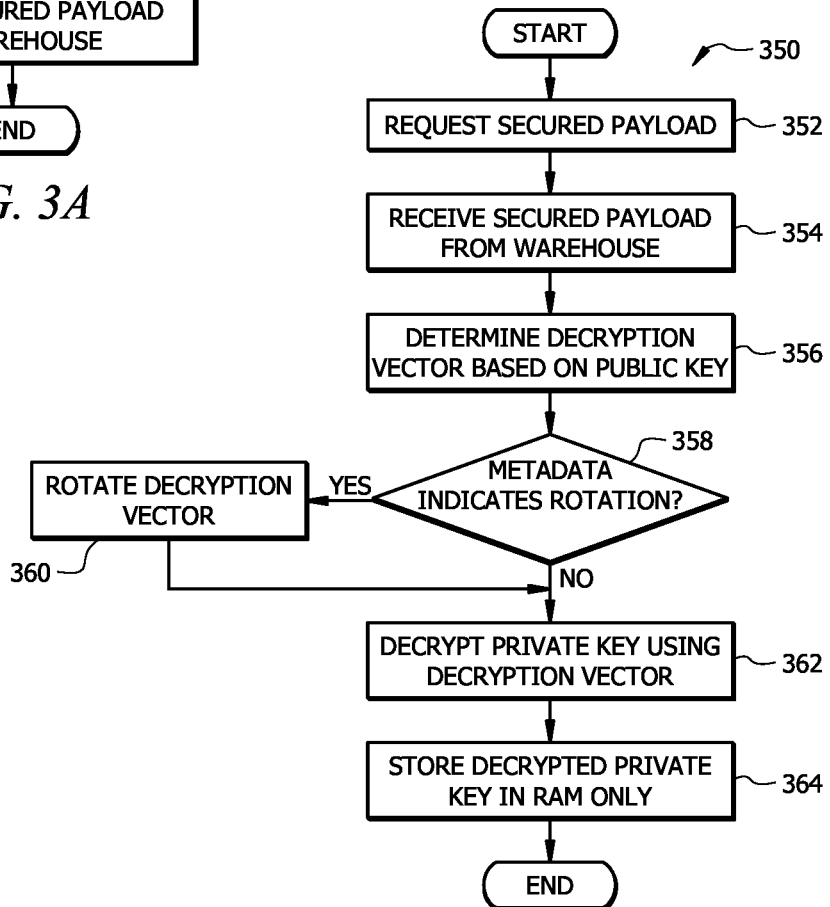 PAYLOAD
END
G. 3A
START
350
REQUEST SECURED PAYLOAD
352
RECEIVE SECURED PAYLOAD
FROM WAREHOUSE
354
DETERMINE DECRYPTION
VECTOR BASED ON PUBLIC KEY
356
METADATA
INDICATES ROTATION?
358
YES
ROTATE DECRYPTION
VECTOR
360
NO
DECRYPT PRIVATE KEY USING
DECRYPTION VECTOR
362
STORE DECRYPTED PRIVATE
KEY IN RAM ONLY
364
END